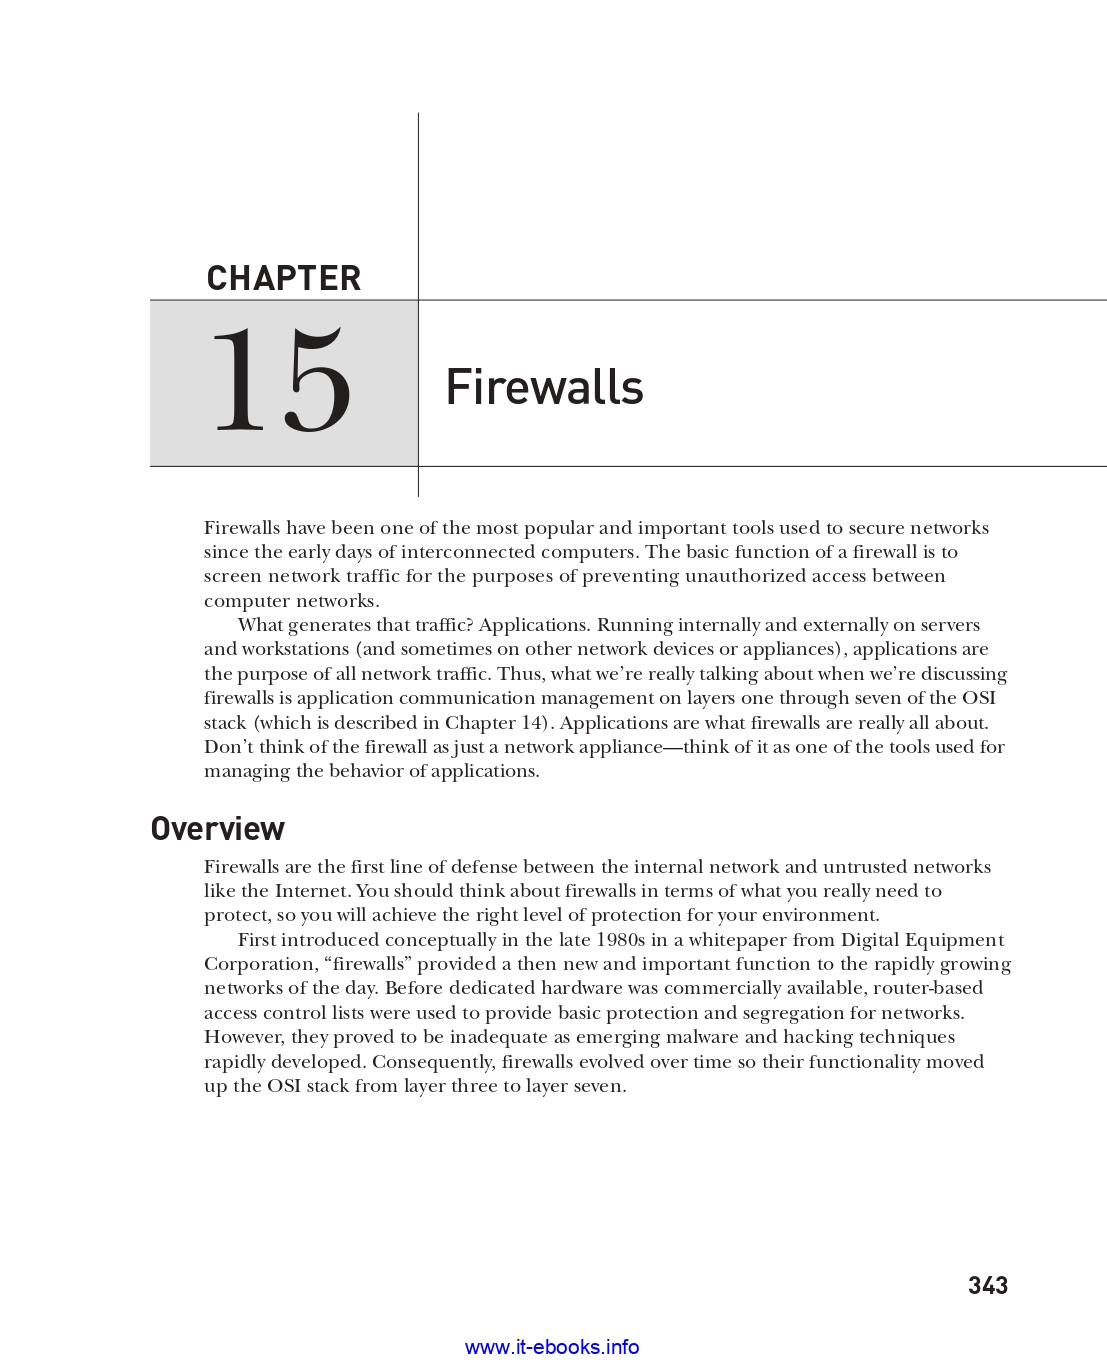 CHAPTER
15
Firewalls
Firewalls have been one of the most popular and important tools used to secure networks
since the early days of interconnected computers. The basic function of a firewall is to
screen network traffic for the purposes of preventing unauthorized access between
computer networks.
What generates that traffic? Applications. Running internally and externally on servers
and workstations (and sometimes on other network devices or appliances), applications are
the purpose of all network traffic. Thus, what we’re really talking about when we’re discussing
firewalls is application communication management on layers one through seven of the OSI
stack (which is described in Chapter 14). Applications are what firewalls are really all about.
Don’t think of the firewall as just a network appliance—think of it as one of the tools used for
managing the behavior of applications.
Overview
Firewalls are the first line of defense between the internal network and untrusted networks
like the Internet. You should think about firewalls in terms of what you really need to
protect, so you will achieve the right level of protection for your environment.
First introduced conceptually in the late 1980s in a whitepaper from Digital Equipment
Corporation, “firewalls” provided a then new and important function to the rapidly growing
networks of the day. Before dedicated hardware was commercially available, router-based
access control lists were used to provide basic protection and segregation for networks.
However, they proved to be inadequate as emerging malware and hacking techniques
rapidly developed. Consequently, firewalls evolved over time so their functionality moved
up the OSI stack from layer three to layer seven.
343
www.it-ebooks.info